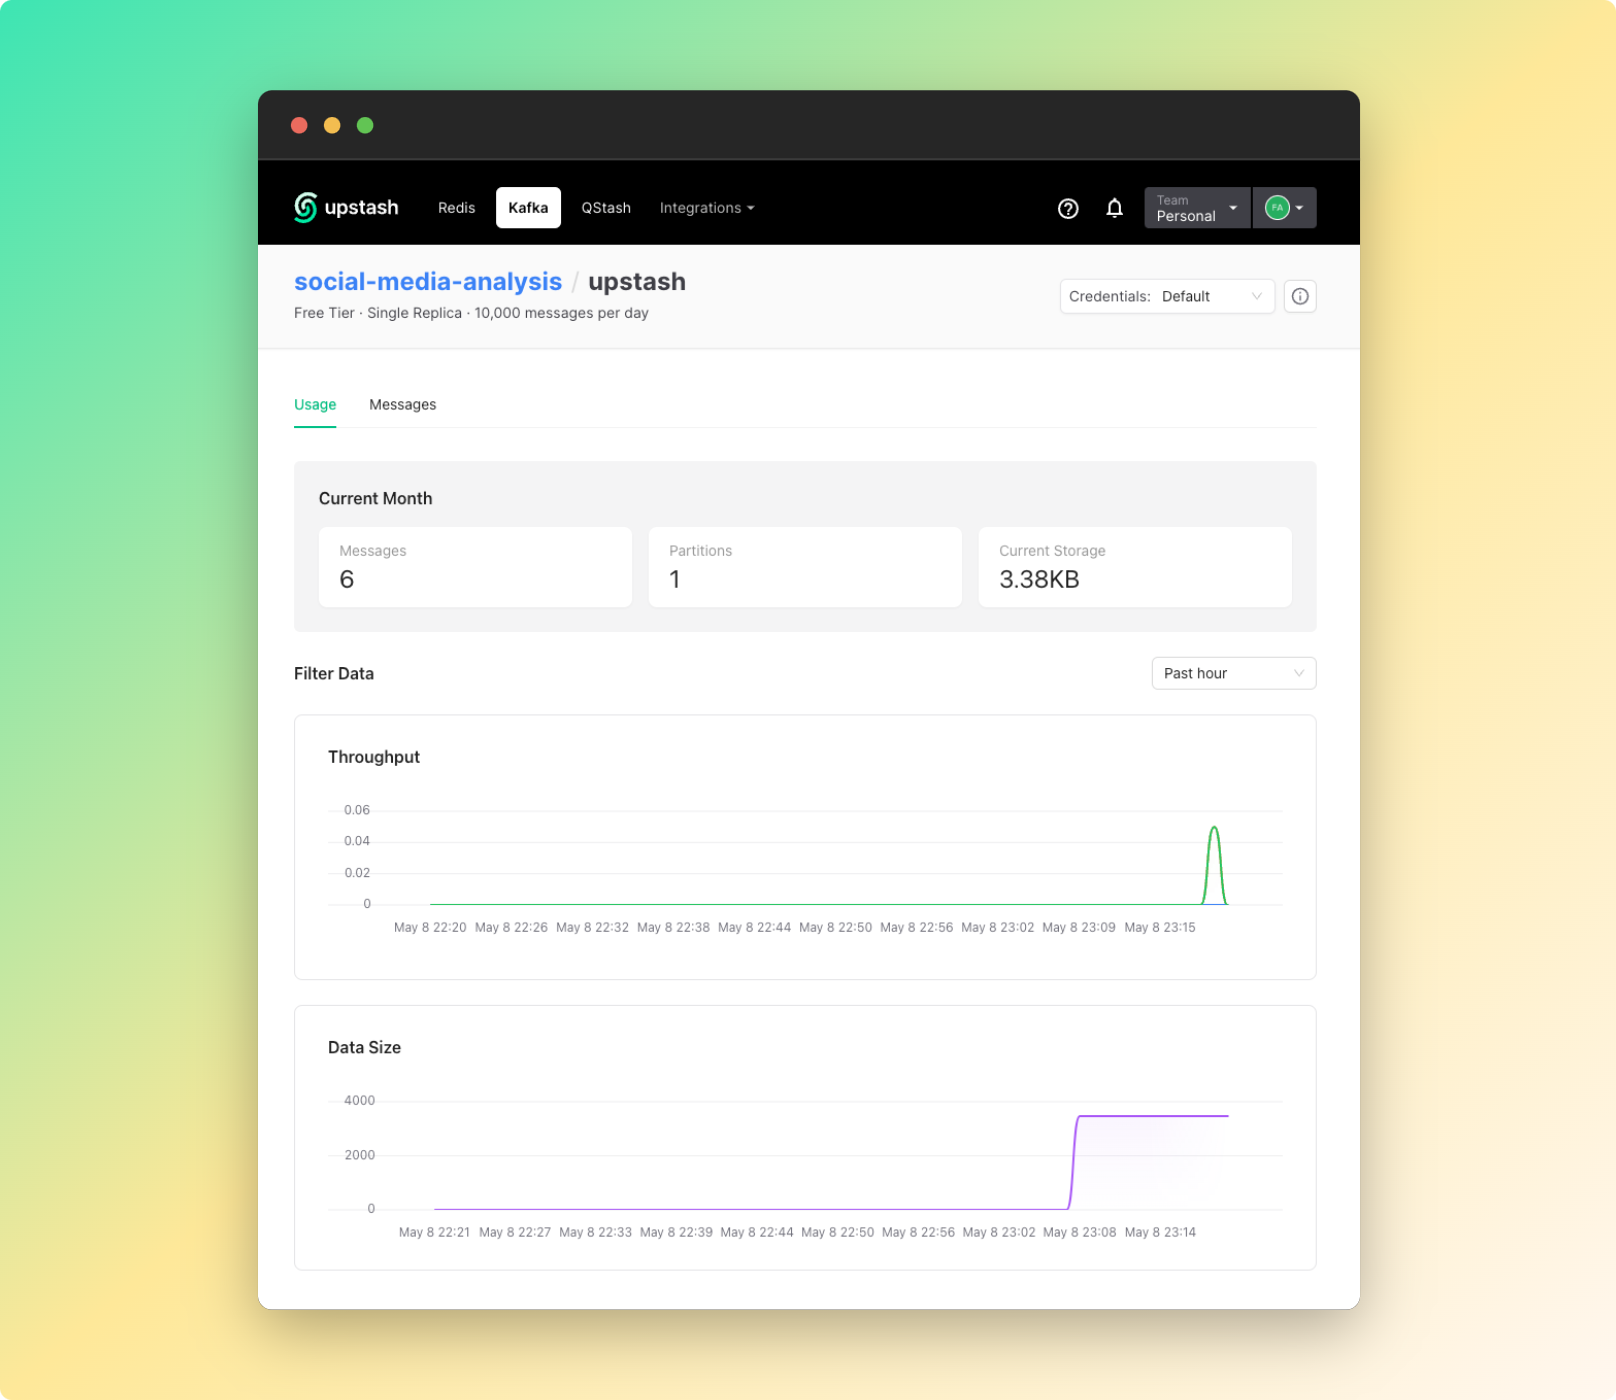 upstash
Redis
Kafka
QStash
Integrations
Team
Personal
FA
social-media-analysis / upstash
Free Tier · Single Replica · 10,000 messages per day
Credentials: Default
Usage
Messages
Current Month
Messages
6
Partitions
1
Current Storage
3.38KB
Filter Data
Past hour
Throughput
0.06
0.04
0.02
0
May 8 22:20 May 8 22:26 May 8 22:32 May 8 22:38 May 8 22:44 May 8 22:50 May 8 22:56 May 8 23:02 May 8 23:09 May 8 23:15
Data Size
4000
2000
0
May 8 22:21 May 8 22:27 May 8 22:33 May 8 22:39 May 8 22:44 May 8 22:50 May 8 22:56 May 8 23:02 May 8 23:08 May 8 23:14